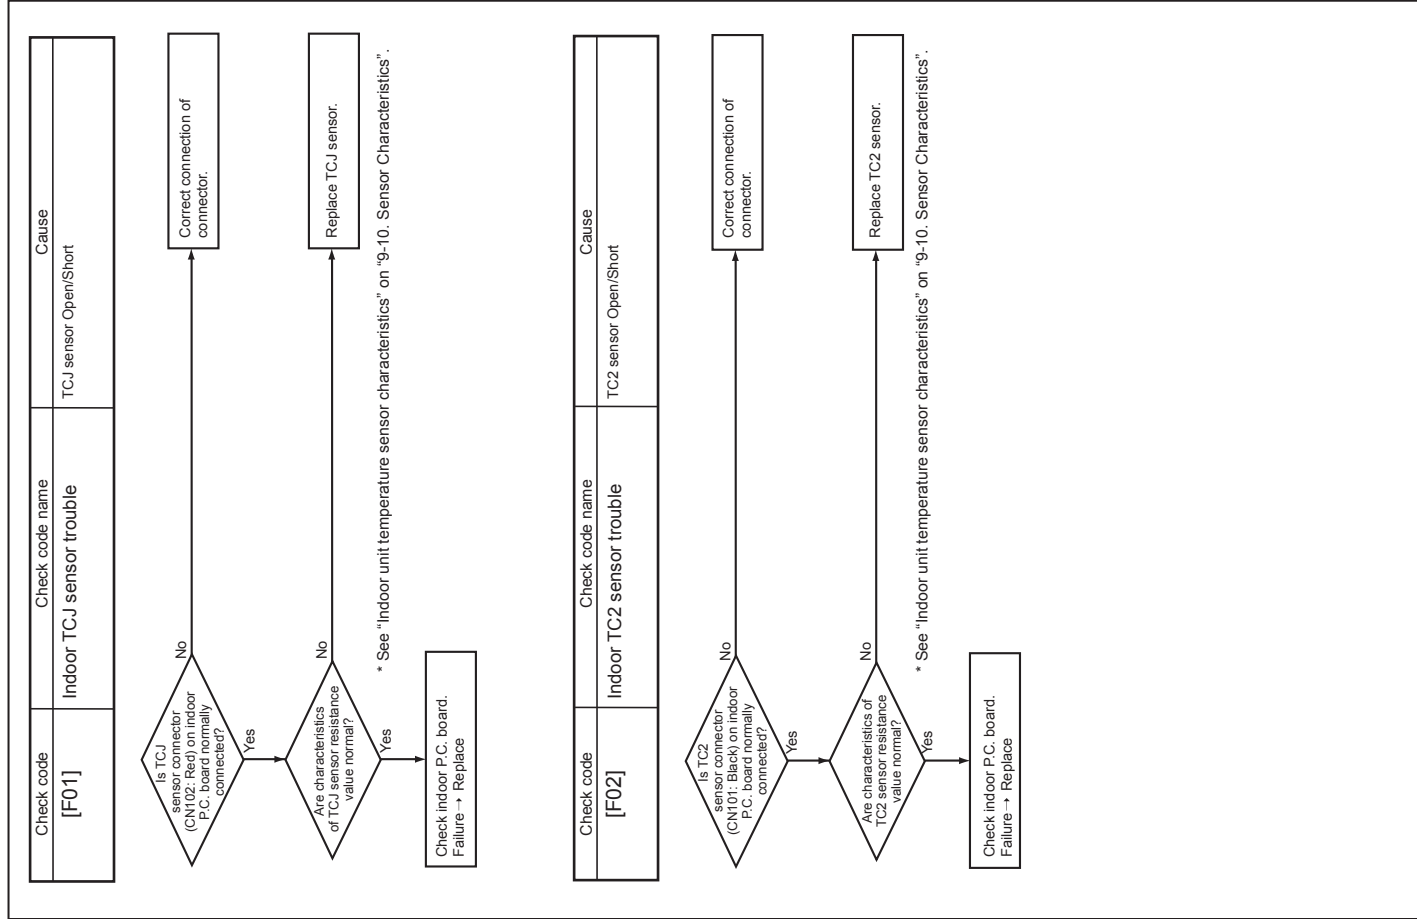 Check code
Check code name
Cause
[F01]
Indoor TCJ sensor trouble
TCJ sensor Open/Short
Is TCJ
sensor connector
(CN102: Red) on indoor
P.C. board normally
connected?
No
Correct connection of
connector.
Yes
Are characteristics
of TCJ sensor resistance
value normal?
No
Replace TCJ sensor.
Yes
* See “Indoor unit temperature sensor characteristics” on “9-10. Sensor Characteristics”.
Check indoor P.C. board.
Failure → Replace
Check code
Check code name
Cause
[F02]
Indoor TC2 sensor trouble
TC2 sensor Open/Short
Is TC2
sensor connector
(CN101: Black) on indoor
P.C. board normally
connected?
No
Correct connection of
connector.
Yes
Are characteristics of
TC2 sensor resistance
value normal?
No
Replace TC2 sensor.
Yes
* See “Indoor unit temperature sensor characteristics” on “9-10. Sensor Characteristics”.
Check indoor P.C. board.
Failure → Replace